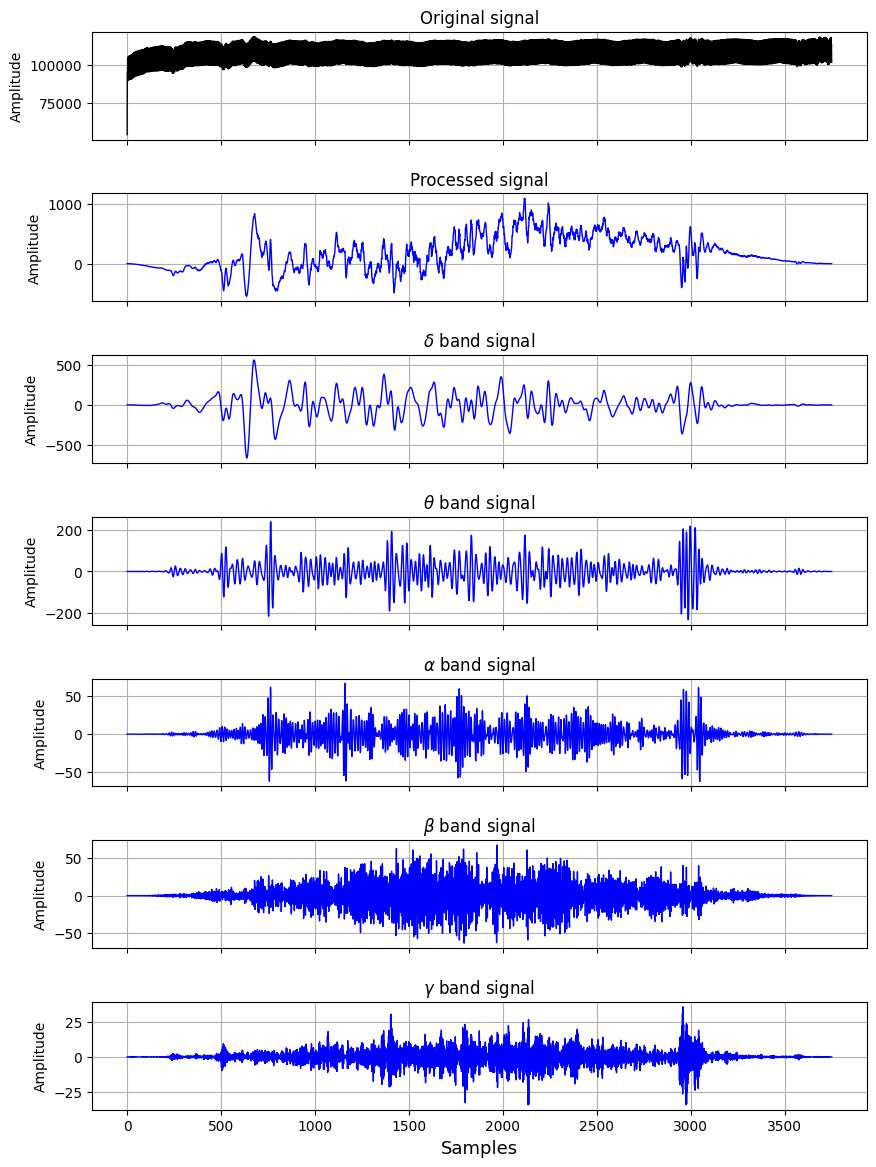 Original signal
Amplitude
100000
75000
Processed signal
Amplitude
1000
0
δ band signal
Amplitude
500
0
−500
θ band signal
Amplitude
200
0
−200
α band signal
Amplitude
50
0
−50
β band signal
Amplitude
50
0
−50
γ band signal
Amplitude
25
0
−25
0 500 1000 1500 2000 2500 3000 3500
Samples